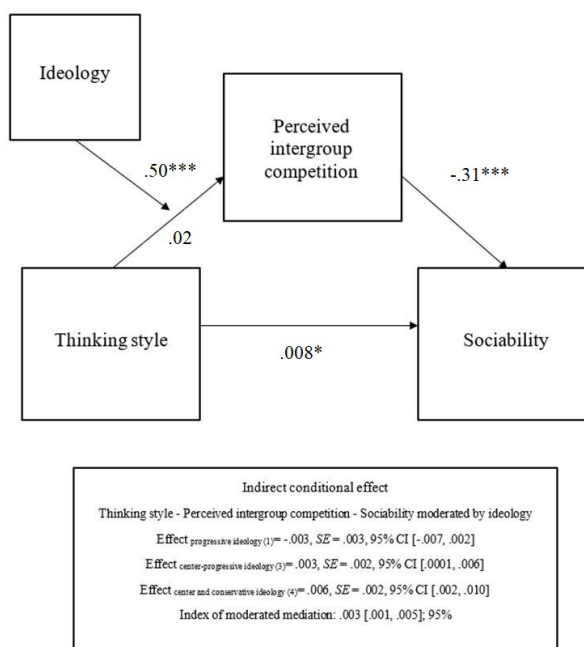 Ideology
Perceived
intergroup
competition
.50***
-.31***
.02
Thinking style
Sociability
.008*
Indirect conditional effect
Thinking style - Perceived intergroup competition - Sociability moderated by ideology
Effect progressive ideology (1)= -.003, SE = .003, 95% CI [-.007, .002]
Effect center-progressive ideology (3)= .003, SE = .002, 95% CI [.0001, .006]
Effect center and conservative ideology (4)= .006, SE = .002, 95% CI [.002, .010]
Index of moderated mediation: .003 [.001, .005]; 95%